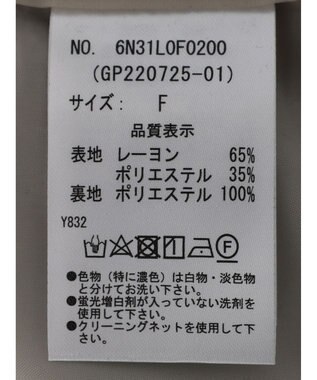 NO. 6N31L0F0200
(GP220725-01)
サイズ: F
品質表示
表地 レーヨン 65%
ポリエステル 35%
裏地 ポリエステル 100%
Y832
●色物（特に濃色）は白物・淡色物
と分けてお洗い下さい。
●蛍光増白剤が入っていない洗剤を
使用して下さい。
●クリーニングネットを使用して下
さい。